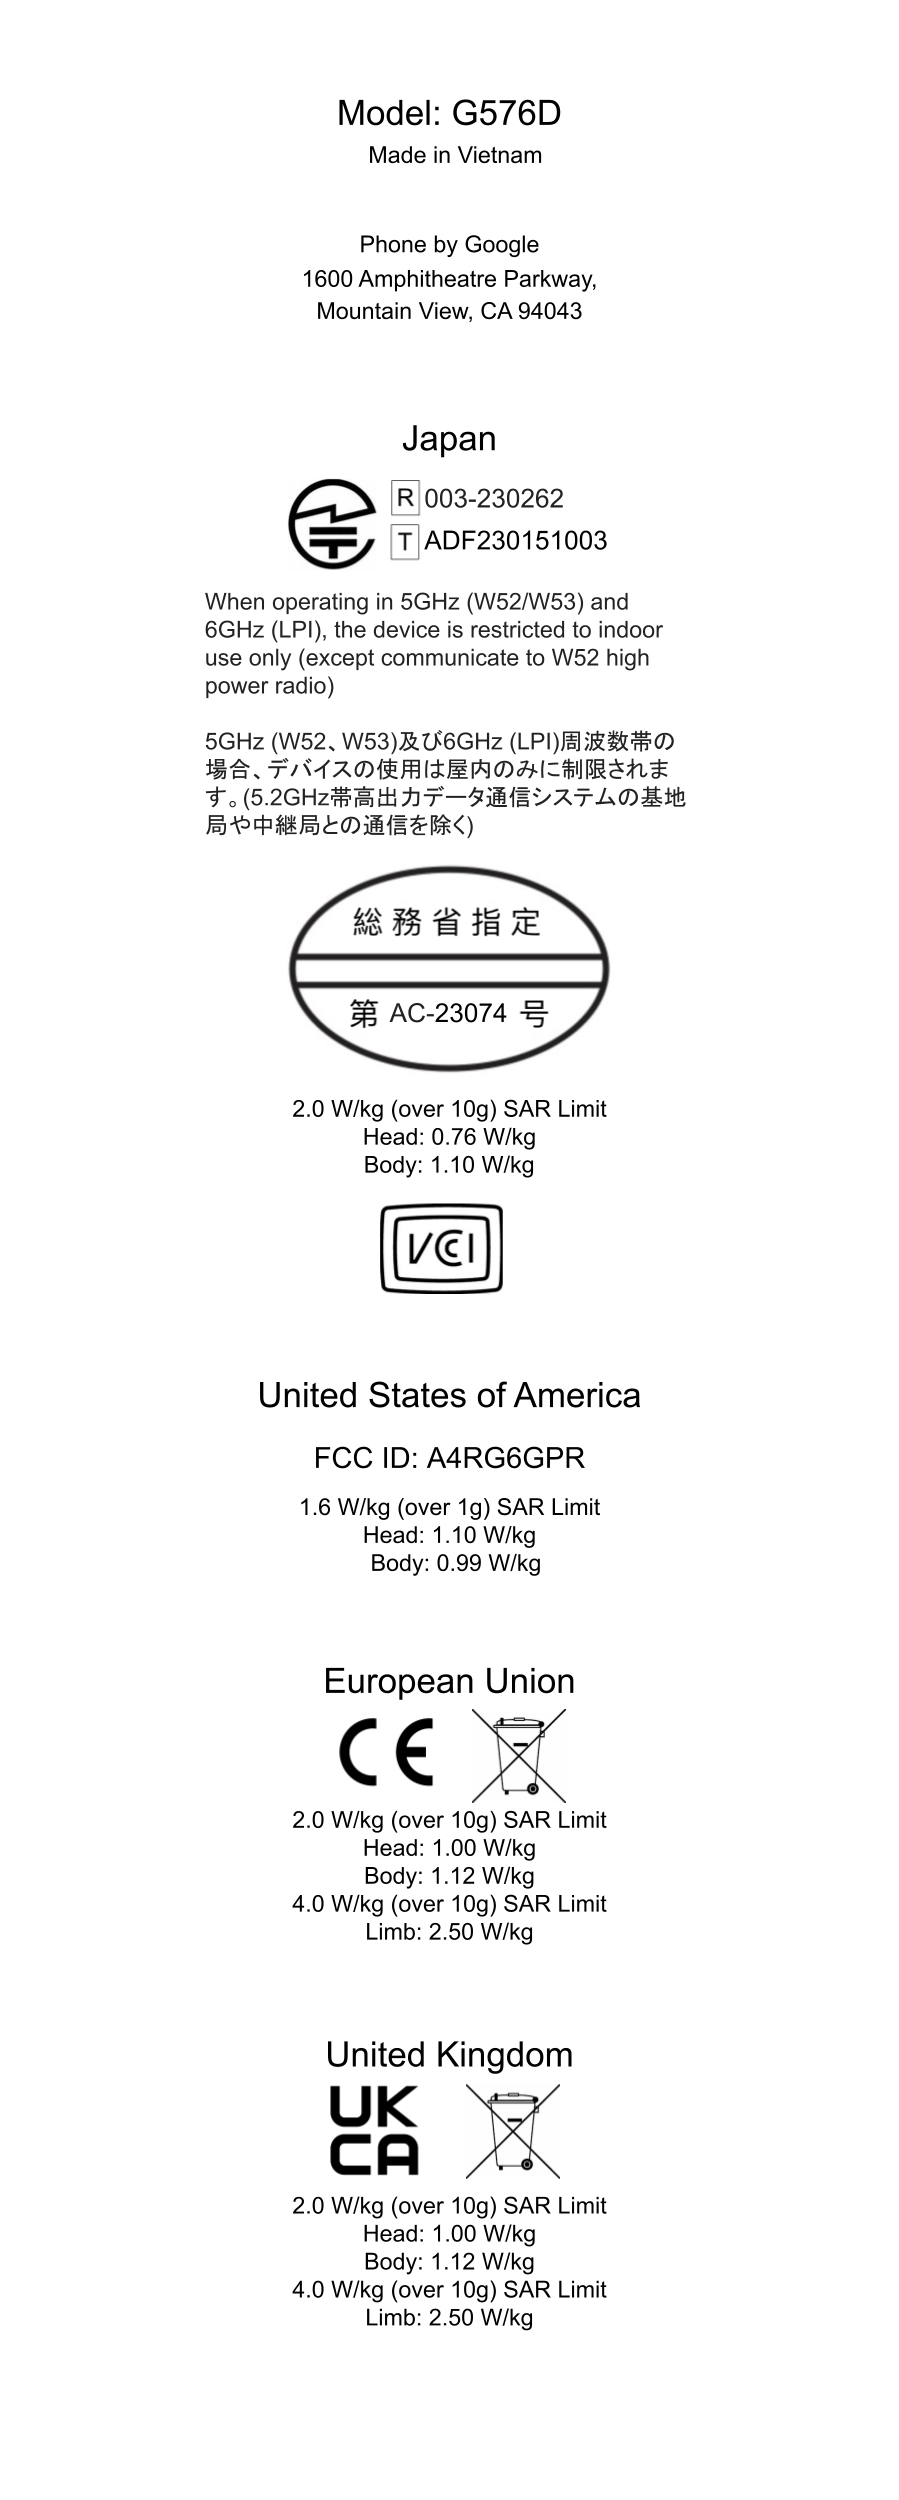 Model: G576D
Made in Vietnam
Phone by Google
1600 Amphitheatre Parkway,
Mountain View, CA 94043
Japan
R 003-230262
T ADF230151003
When operating in 5GHz (W52/W53) and
6GHz (LPI), the device is restricted to indoor
use only (except communicate to W52 high
power radio)
5GHz (W52、W53)及び6GHz (LPI)周波数帯の
場合、デバイスの使用は屋内のみに制限されま
す。(5.2GHz帯高出力データ通信システムの基地
局や中継局との通信を除く)
総務省指定
第 AC-23074 号
2.0 W/kg (over 10g) SAR Limit
Head: 0.76 W/kg
Body: 1.10 W/kg
VCCI
United States of America
FCC ID: A4RG6GPR
1.6 W/kg (over 1g) SAR Limit
Head: 1.10 W/kg
Body: 0.99 W/kg
European Union
CE
2.0 W/kg (over 10g) SAR Limit
Head: 1.00 W/kg
Body: 1.12 W/kg
4.0 W/kg (over 10g) SAR Limit
Limb: 2.50 W/kg
United Kingdom
UK
CA
2.0 W/kg (over 10g) SAR Limit
Head: 1.00 W/kg
Body: 1.12 W/kg
4.0 W/kg (over 10g) SAR Limit
Limb: 2.50 W/kg